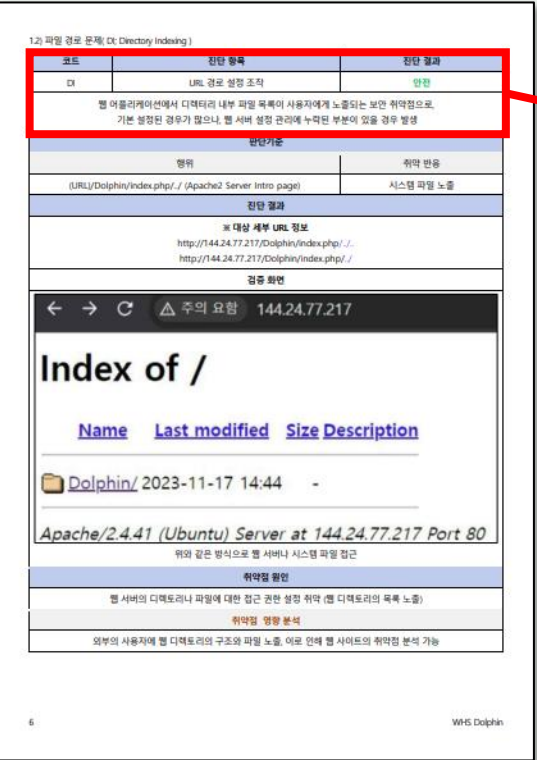 1.2) 파일 경로 문제( DI; Directory Indexing )
코드 진단 항목 진단 결과
DI URL 경로 설정 조작 안전
웹 어플리케이션에서 디렉터리 내부 파일 목록이 사용자에게 노출되는 보안 취약점으로,
기본 설정된 경우가 많으나, 웹 서버 설정 관리에 누락된 부분이 있을 경우 발생
판단기준
행위 취약 반응
(URL)/Dolphin/index.php/../ (Apache2 Server Intro page) 시스템 파일 노출
진단 결과
※ 대상 세부 URL 정보
http://144.24.77.217/Dolphin/index.php/../..
http://144.24.77.217/Dolphin/index.php/../
검증 화면
주의 요함 144.24.77.217
Index of /
Name Last modified Size Description
Dolphin/ 2023-11-17 14:44 -
Apache/2.4.41 (Ubuntu) Server at 144.24.77.217 Port 80
위와 같은 방식으로 웹 서버나 시스템 파일 접근
취약점 원인
웹 서버의 디렉토리나 파일에 대한 접근 권한 설정 취약 (웹 디렉토리의 목록 노출)
취약점 영향 분석
외부의 사용자에 웹 디렉토리의 구조와 파일 노출, 이로 인해 웹 사이트의 취약점 분석 가능
6 WHS Dolphin